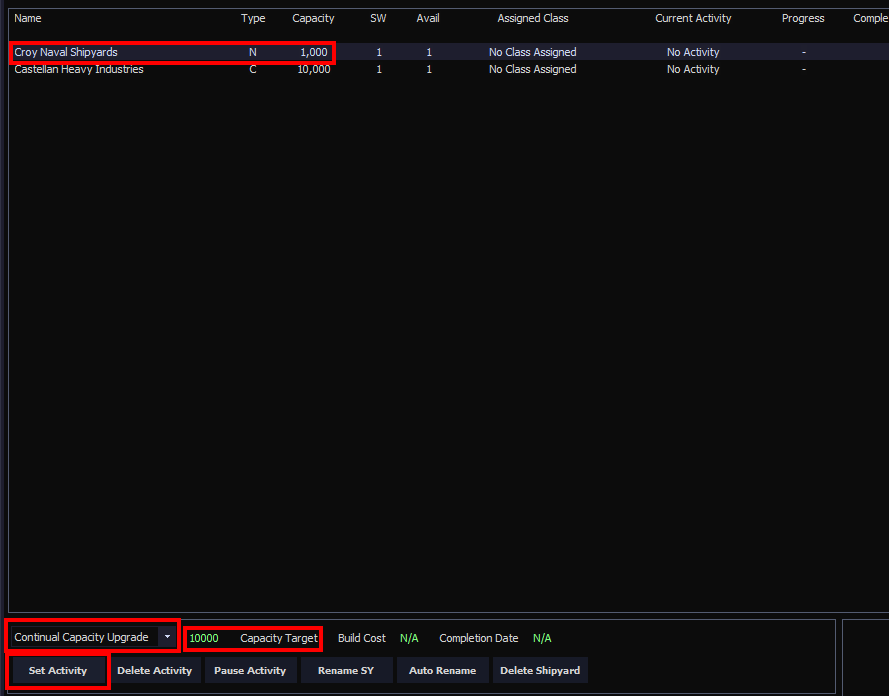 Name Type Capacity SW Avail Assigned Class Current Activity Progress Comple
Croy Naval Shipyards N 1,000 1 1 No Class Assigned No Activity -
Castellan Heavy Industries C 10,000 1 1 No Class Assigned No Activity -
Continual Capacity Upgrade 10000 Capacity Target Build Cost N/A Completion Date N/A
Set Activity Delete Activity Pause Activity Rename SY Auto Rename Delete Shipyard